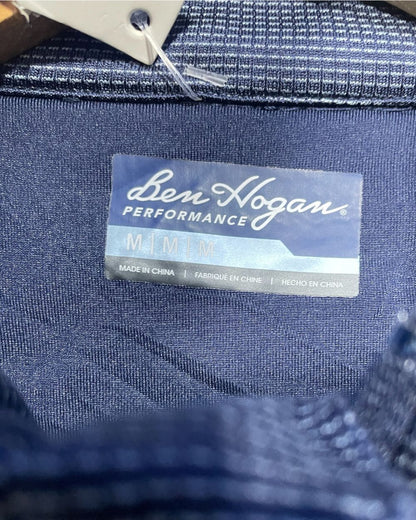 Ben Hogan®
PERFORMANCE
M | M | M
MADE IN CHINA | FABRIQUÉ EN CHINE | HECHO EN CHINA